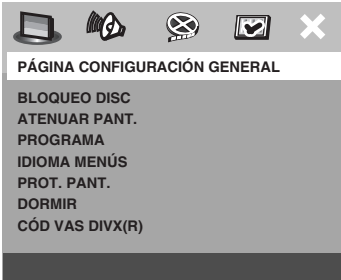 PÁGINA CONFIGURACIÓN GENERAL
BLOQUEO DISC
ATENUAR PANT.
PROGRAMA
IDIOMA MENÚS
PROT. PANT.
DORMIR
CÓD VAS DIVX(R)